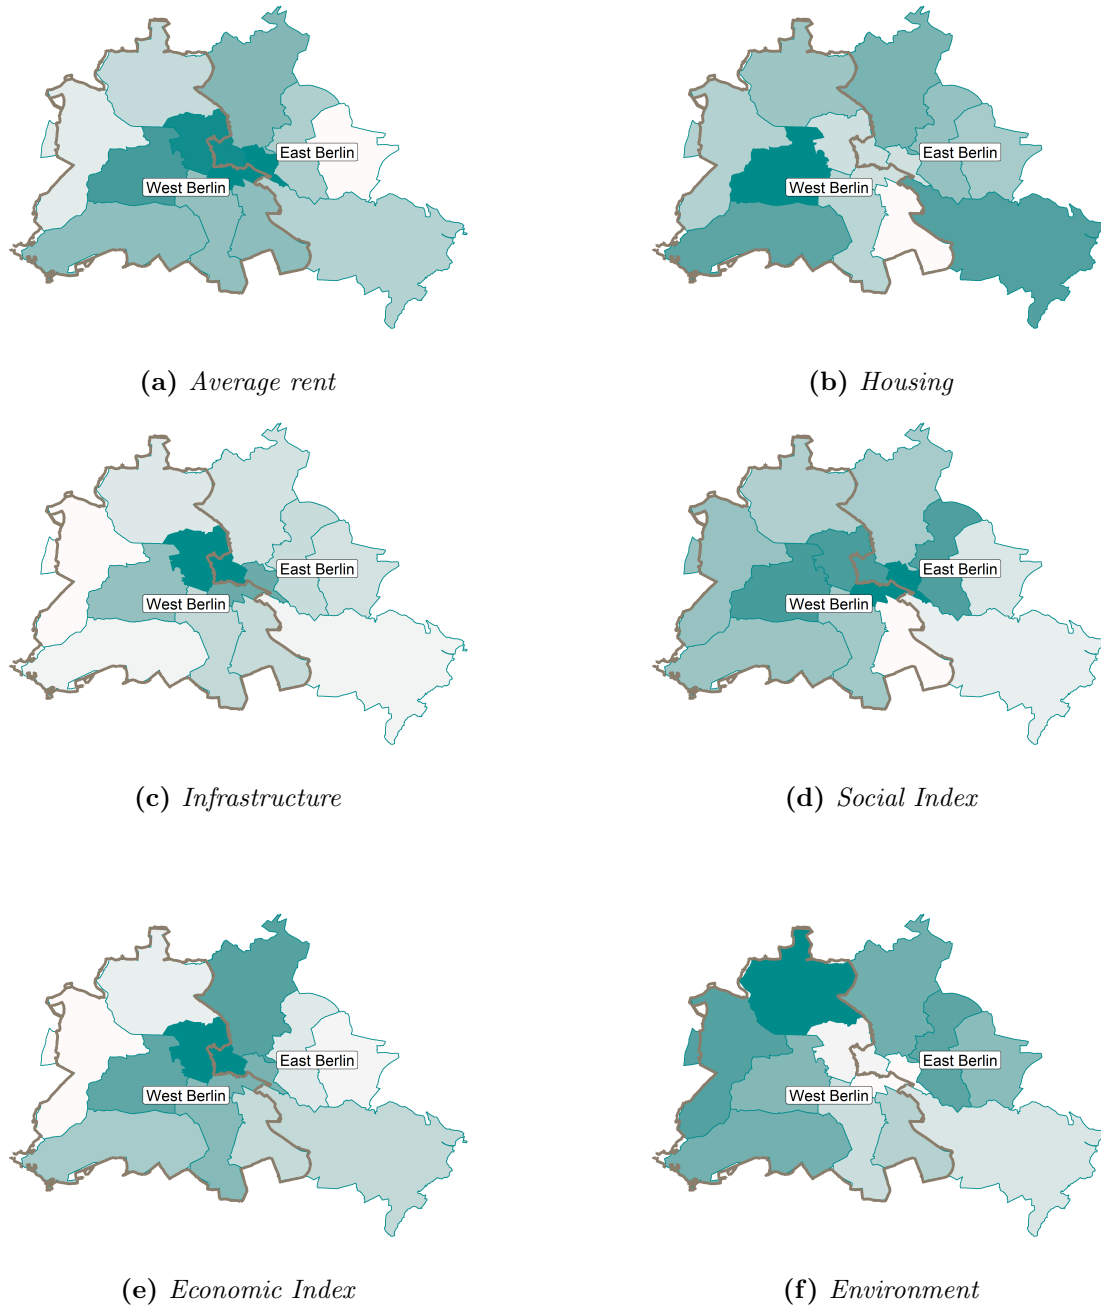 East Berlin
West Berlin
East Berlin
West Berlin
(a) Average rent
(b) Housing
East Berlin
West Berlin
East Berlin
West Berlin
(c) Infrastructure
(d) Social Index
East Berlin
West Berlin
East Berlin
West Berlin
(e) Economic Index
(f) Environment